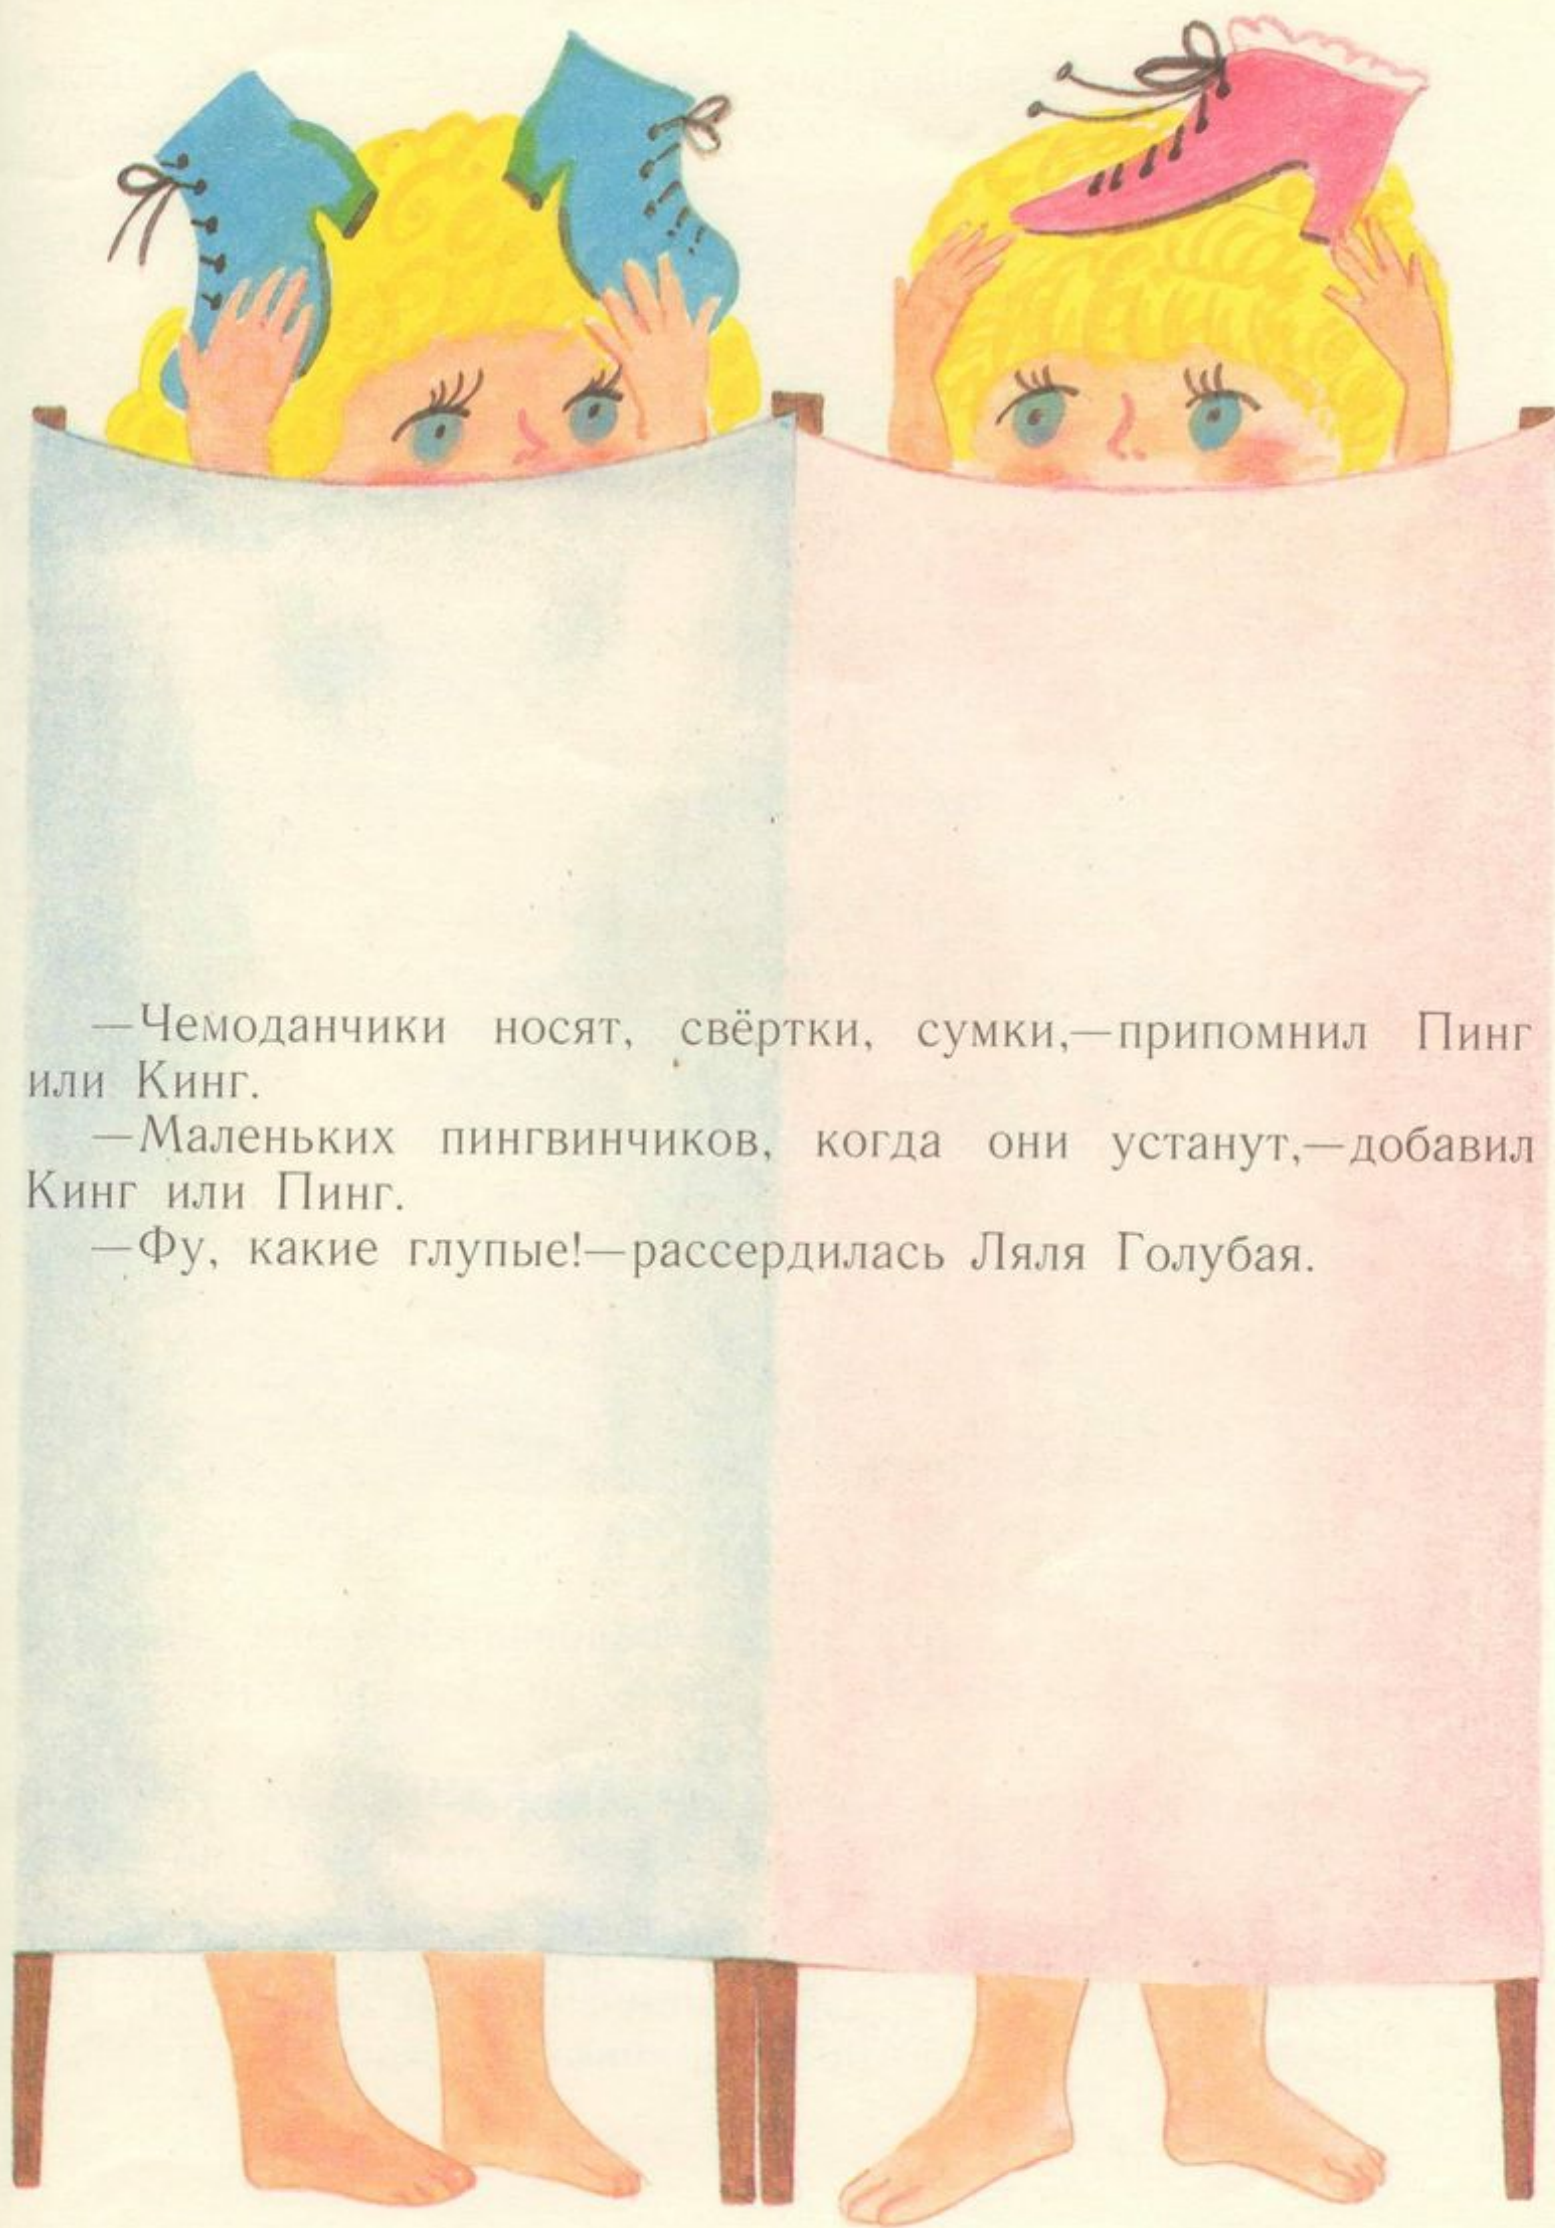 —Чемоданчики носят, свёртки, сумки,—припомнил Пинг
или Кинг.
—Маленьких пингвинчиков, когда они устанут,—добавил
Кинг или Пинг.
—Фу, какие глупые!—рассердилась Ляля Голубая.